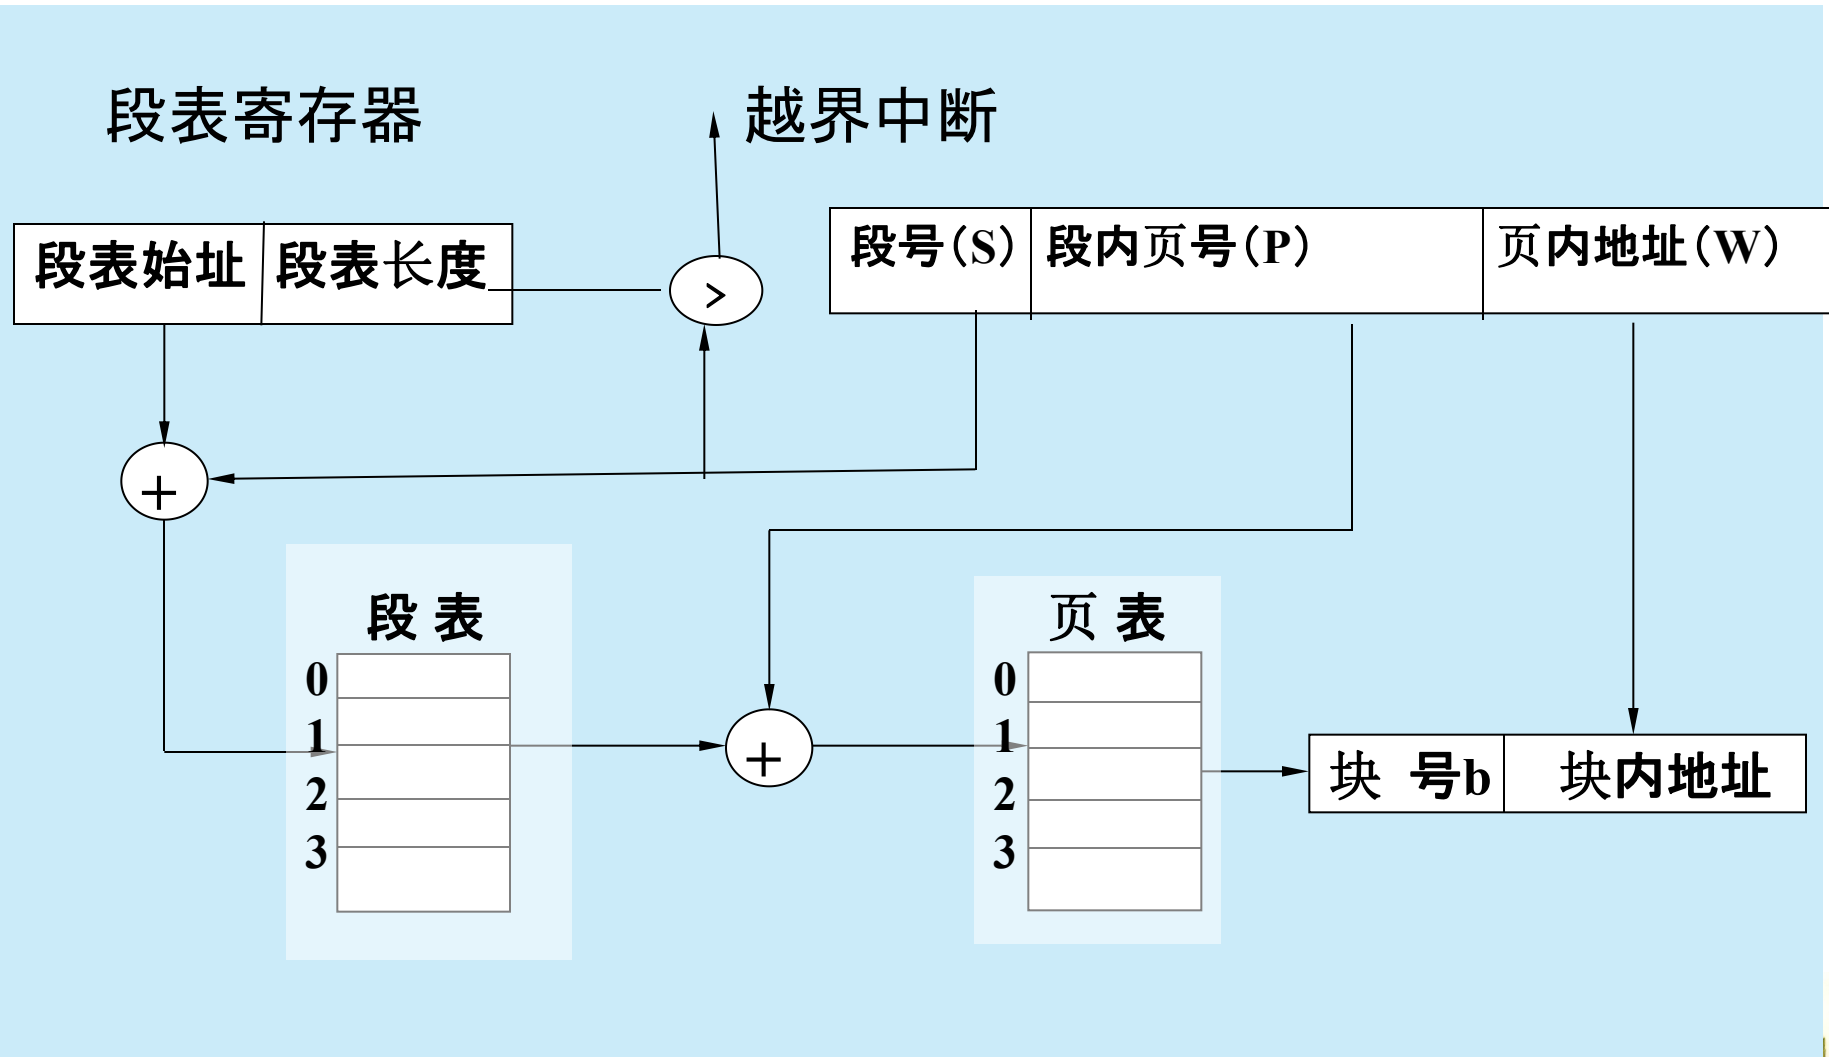 段表寄存器 越界中断
段表始址 段表长度 > 段号(S) 段内页号(P) 页内地址(W)
+
段 表 页 表
0 0
1 + 1 块 号b 块内地址
2 2
3 3